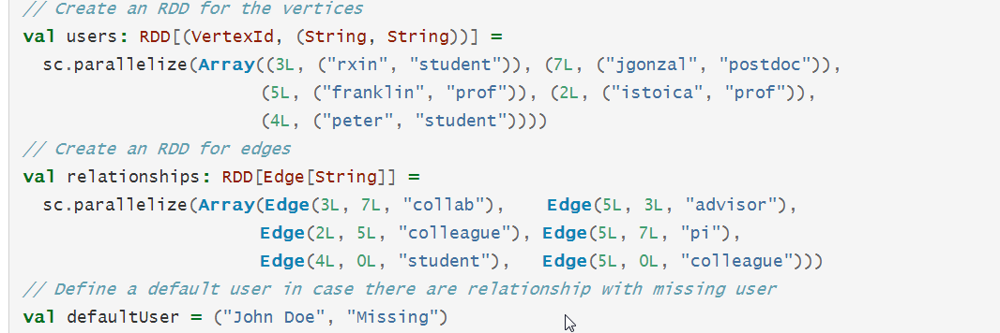 // Create an RDD for the vertices
val users: RDD[(VertexId, (String, String))] =
  sc.parallelize(Array((3L, ("rxin", "student")), (7L, ("jgonzal", "postdoc")),
                       (5L, ("franklin", "prof")), (2L, ("istoica", "prof")),
                       (4L, ("peter", "student"))))
// Create an RDD for edges
val relationships: RDD[Edge[String]] =
  sc.parallelize(Array(Edge(3L, 7L, "collab"),    Edge(5L, 3L, "advisor"),
                       Edge(2L, 5L, "colleague"), Edge(5L, 7L, "pi"),
                       Edge(4L, 0L, "student"),   Edge(5L, 0L, "colleague")))
// Define a default user in case there are relationship with missing user
val defaultUser = ("John Doe", "Missing")